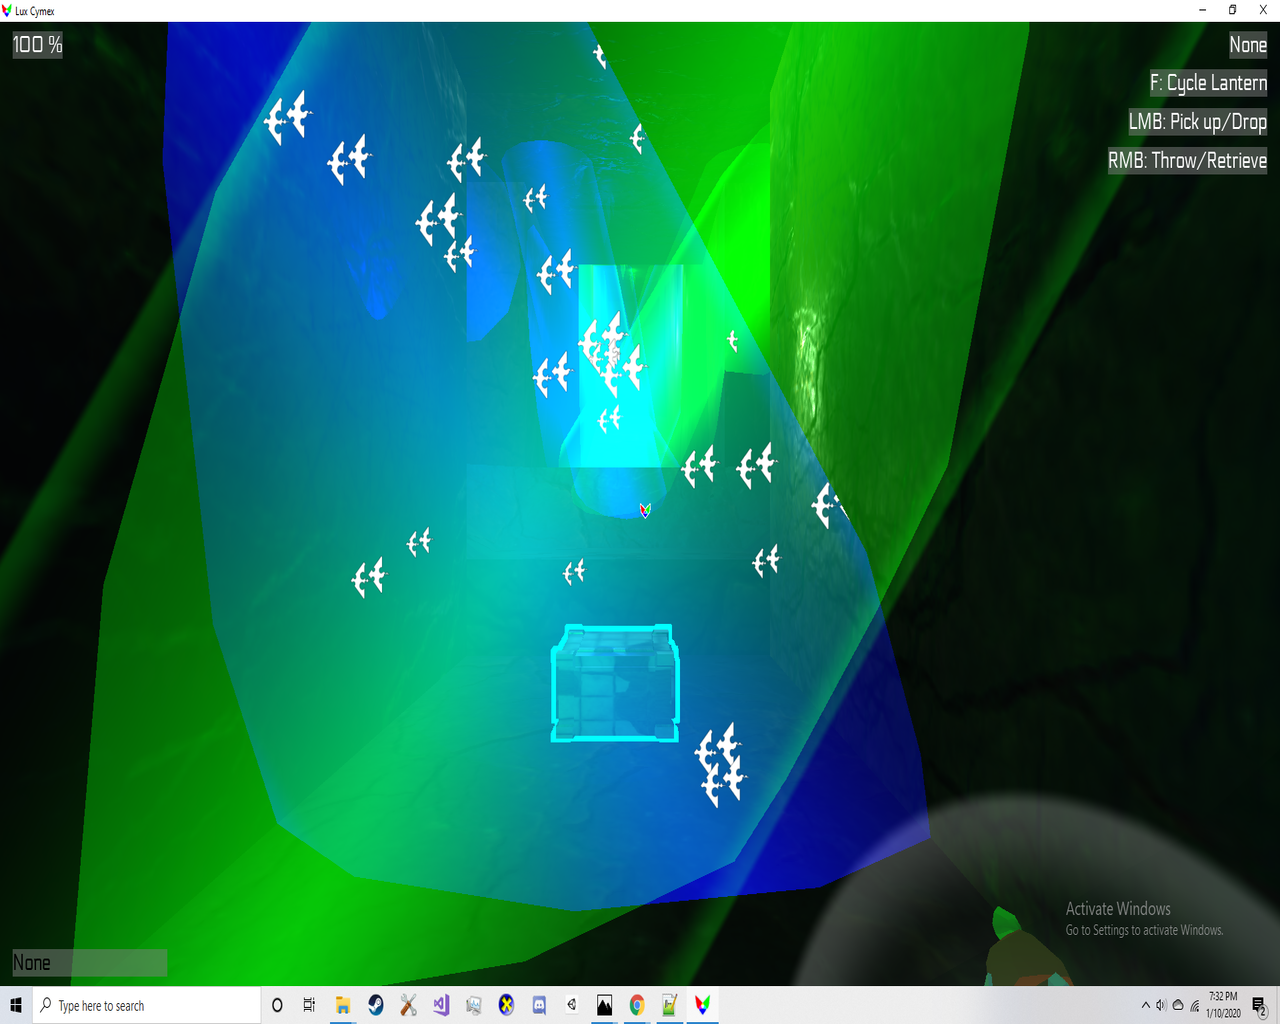 Lux Cymex
100 %
None
F: Cycle Lantern
LMB: Pick up/Drop
RMB: Throw/Retrieve
Activate Windows
Go to Settings to activate Windows.
None
Type here to search
7:32 PM
1/10/2020
2